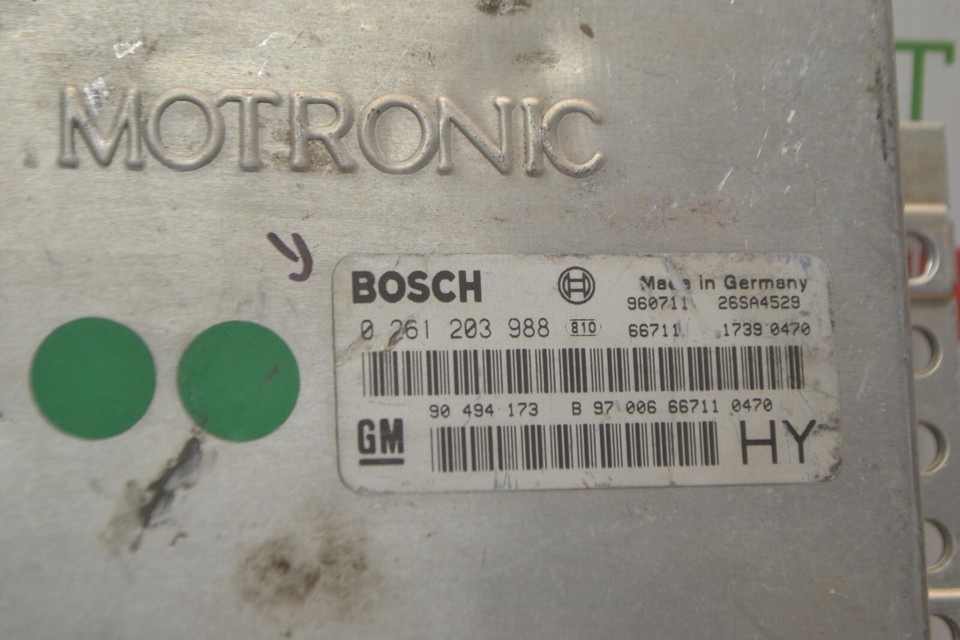 MOTRONIC
y
BOSCH Made in Germany
960711 26SA4529
0 261 203 988 810 66711 1739 0470
90 494 173 B 97 006 66711 0470
GM HY
T